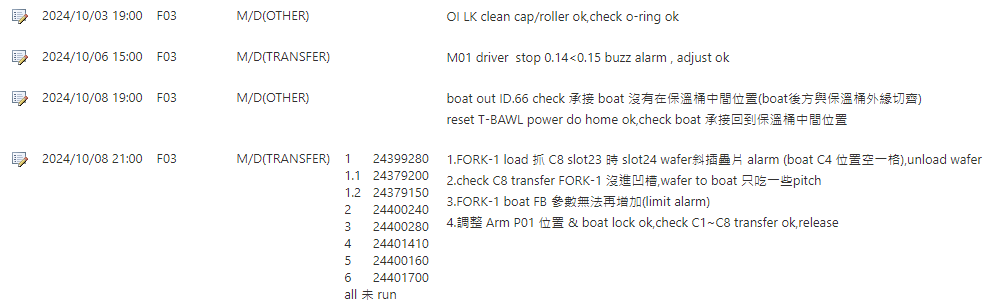 2024/10/03 19:00 F03 M/D(OTHER) OI LK clean cap/roller ok,check o-ring ok
2024/10/06 15:00 F03 M/D(TRANSFER) M01 driver  stop 0.14<0.15 buzz alarm , adjust ok
2024/10/08 19:00 F03 M/D(OTHER) boat out ID.66 check 承接 boat 沒有在保溫桶中間位置(boat後方與保溫桶外緣切齊)
reset T-BAWL power do home ok,check boat 承接回到保溫桶中間位置
2024/10/08 21:00 F03 M/D(TRANSFER) 1 24399280 1.FORK-1 load 抓 C8 slot23 時 slot24 wafer斜插疊片 alarm (boat C4 位置空一格),unload wafer
1.1 24379200 2.check C8 transfer FORK-1 沒進凹槽,wafer to boat 只吃一些pitch
1.2 24379150 3.FORK-1 boat FB 參數無法再增加(limit alarm)
2 24400240 4.調整 Arm P01 位置 & boat lock ok,check C1~C8 transfer ok,release
3 24400280
4 24401410
5 24400160
6 24401700
all 未 run